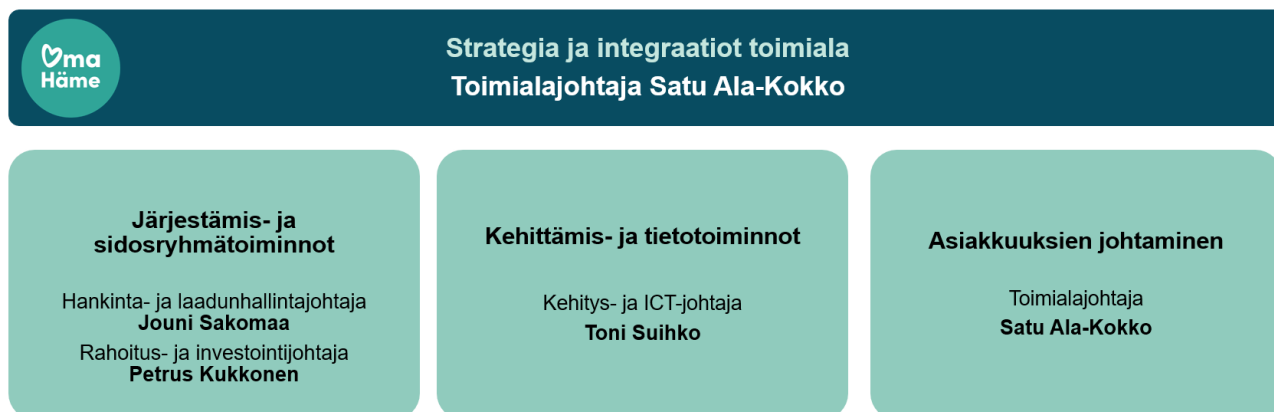 Oma
Häme
Strategia ja integraatiot toimiala
Toimialajohtaja Satu Ala-Kokko
Järjestämis- ja
sidosryhmätoiminnot
Hankinta- ja laadunhallintajohtaja
Jouni Sakomaa
Rahoitus- ja investointijohtaja
Petrus Kukkonen
Kehittämis- ja tietotoiminnot
Kehitys- ja ICT-johtaja
Toni Suihko
Asiakkuuksien johtaminen
Toimialajohtaja
Satu Ala-Kokko